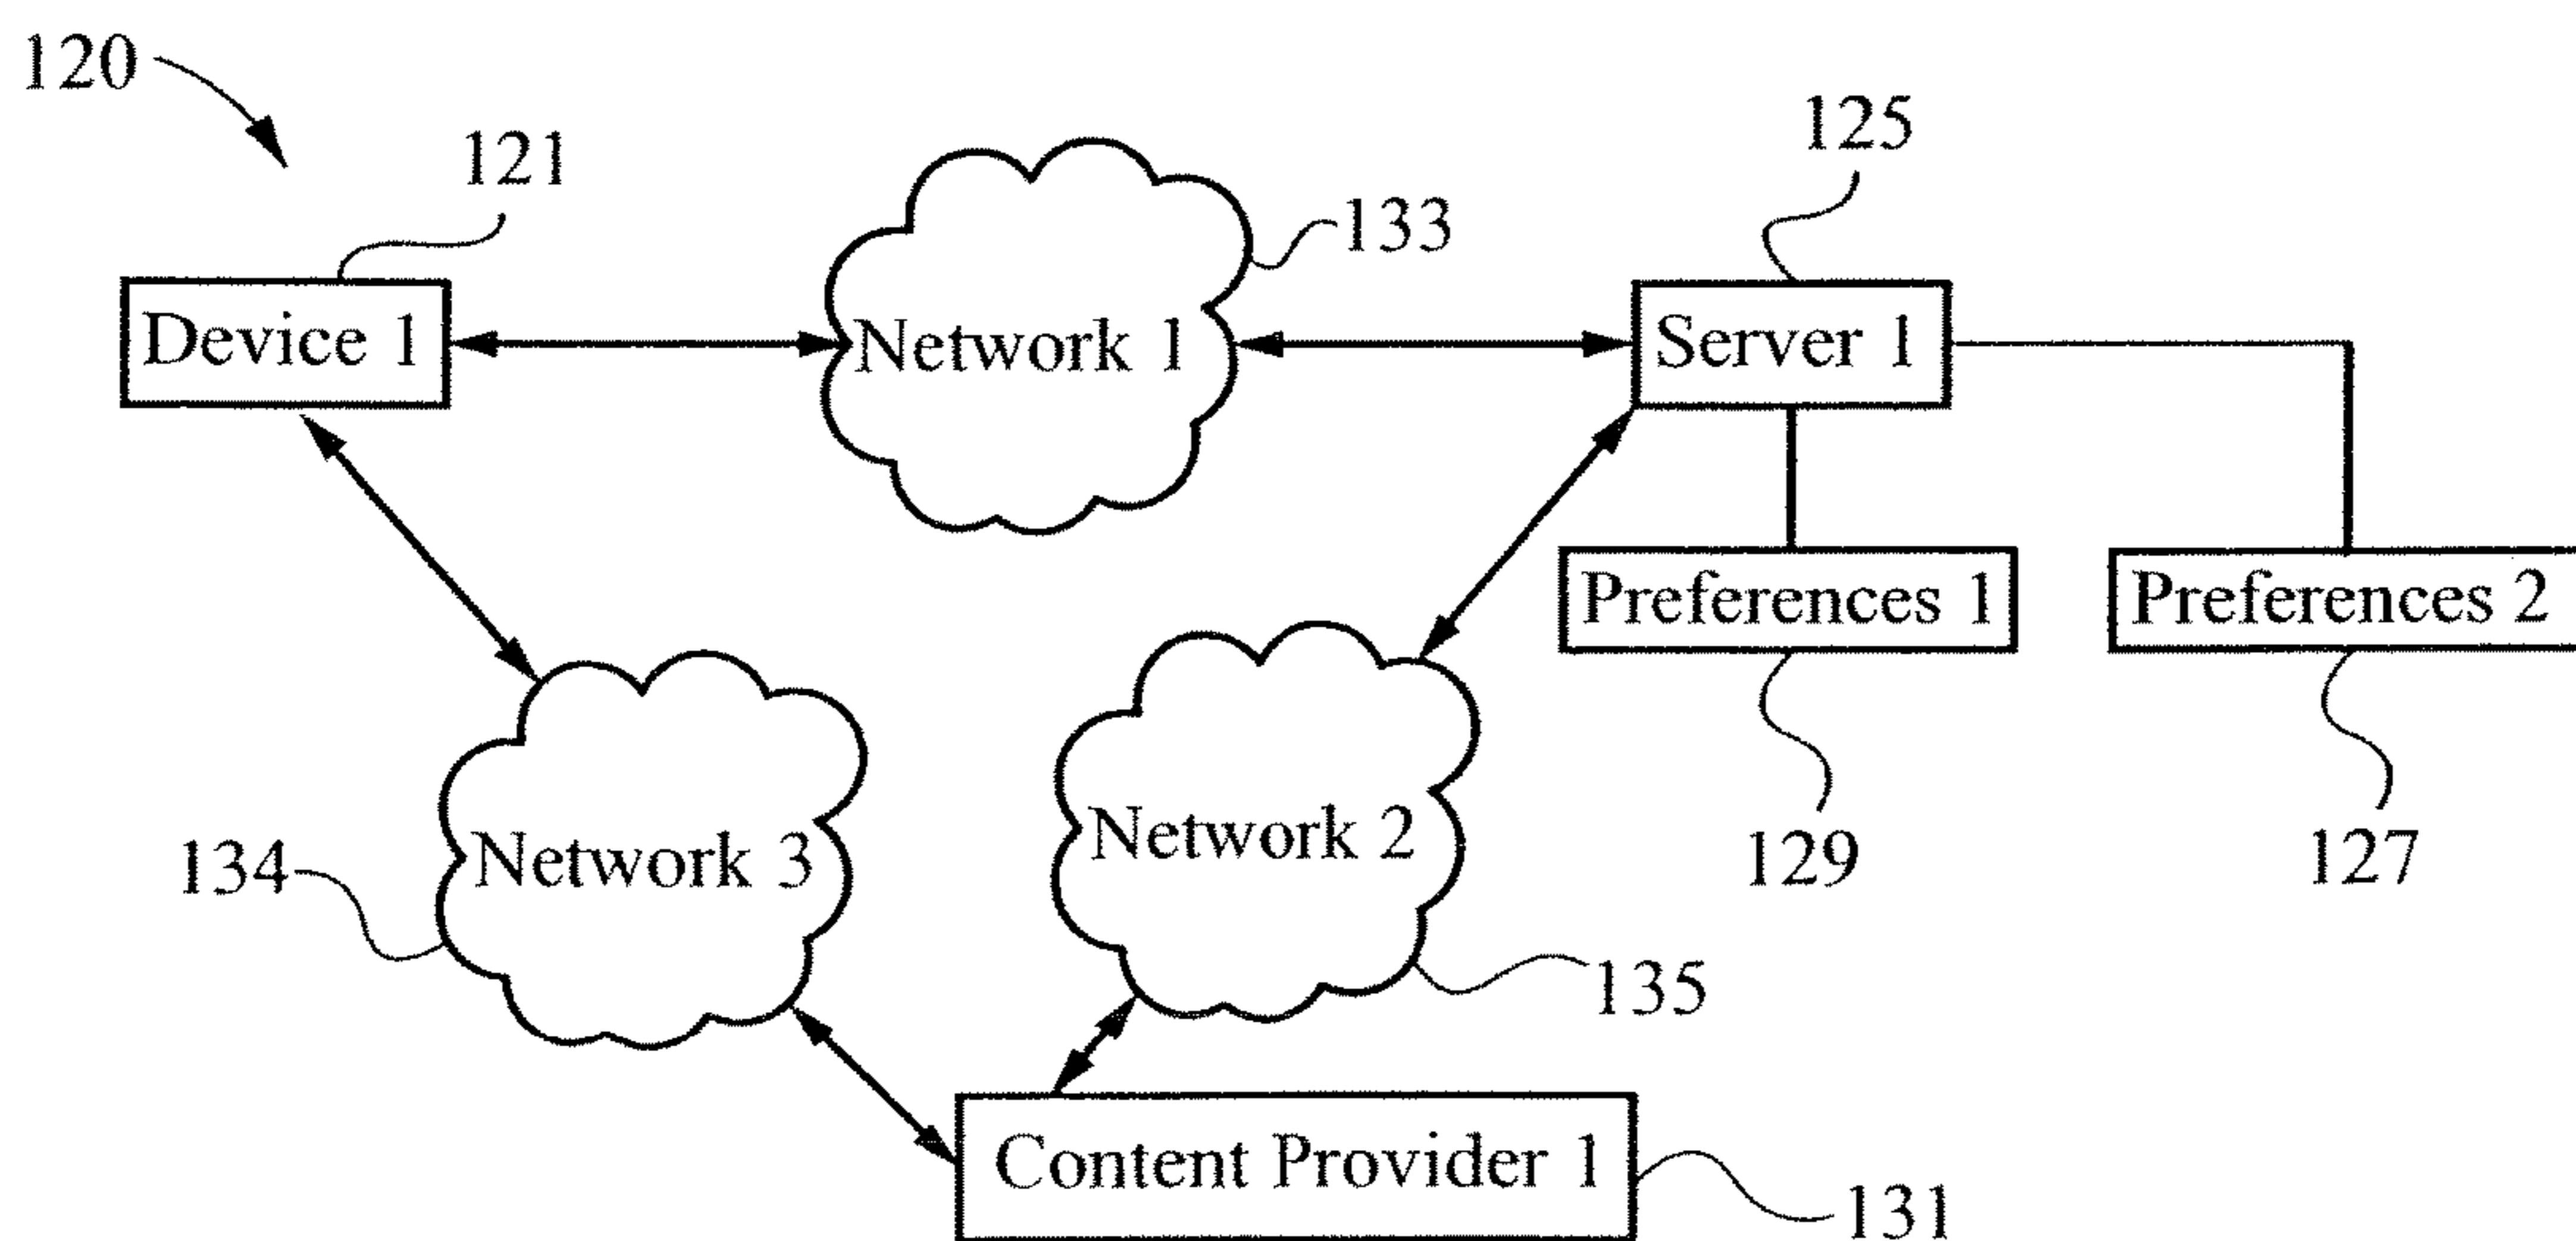 120
121
125
133
Device 1
Network 1
Server 1
Preferences 1
Preferences 2
134
Network 3
Network 2
129
127
135
Content Provider 1
131